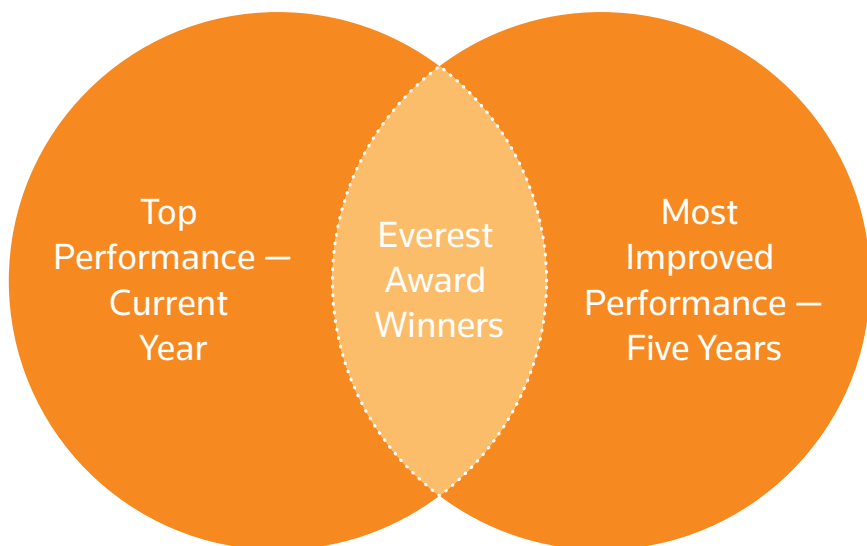 Top
Performance —
Current
Year
Everest
Award
Winners
Most
Improved
Performance —
Five Years